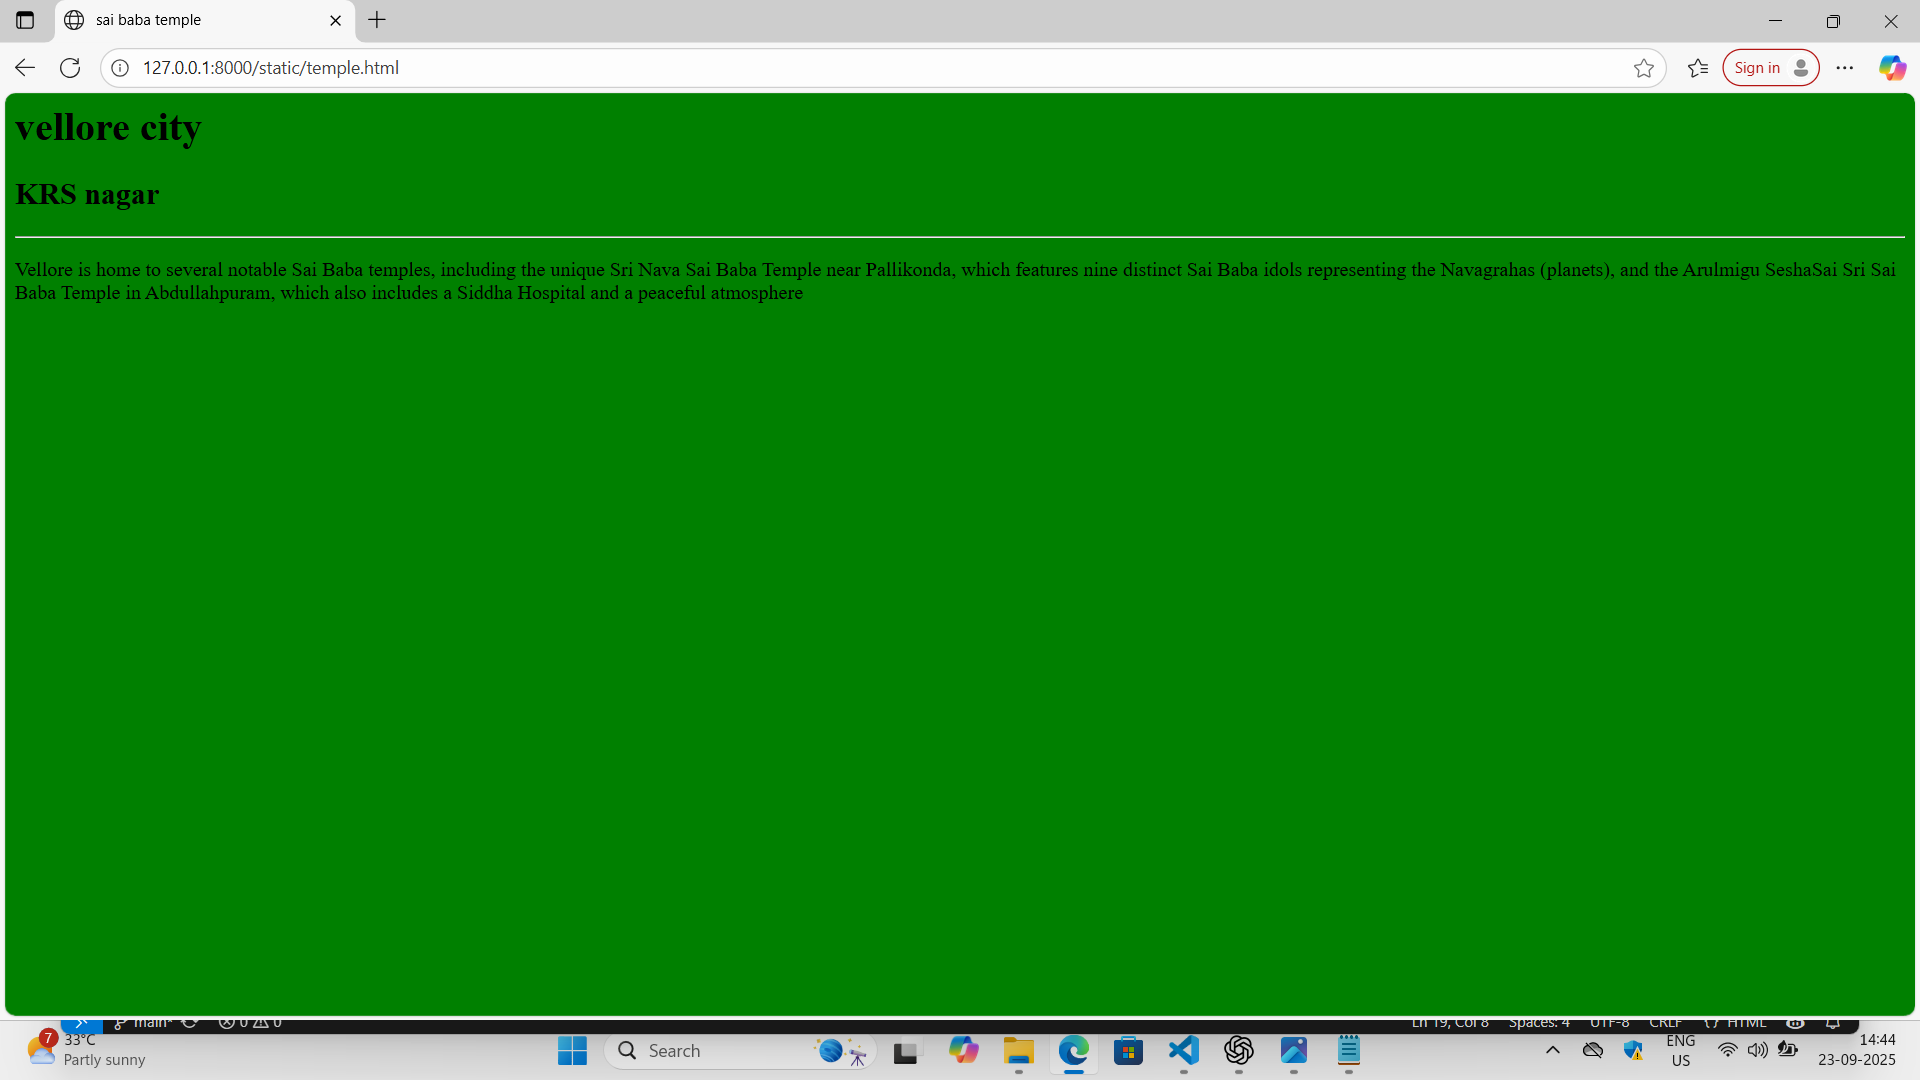 sai baba temple
127.0.0.1:8000/static/temple.html
Sign in
vellore city
KRS nagar
Vellore is home to several notable Sai Baba temples, including the unique Sri Nava Sai Baba Temple near Pallikonda, which features nine distinct Sai Baba idols representing the Navagrahas (planets), and the Arulmigu SeshaSai Sri Sai
Baba Temple in Abdullahpuram, which also includes a Siddha Hospital and a peaceful atmosphere
main* 0 0 Ln 19, Col 8 Spaces: 4 UTF-8 CRLF {} HTML
7
33°C
Partly sunny
Search
ENG
US
14:44
23-09-2025